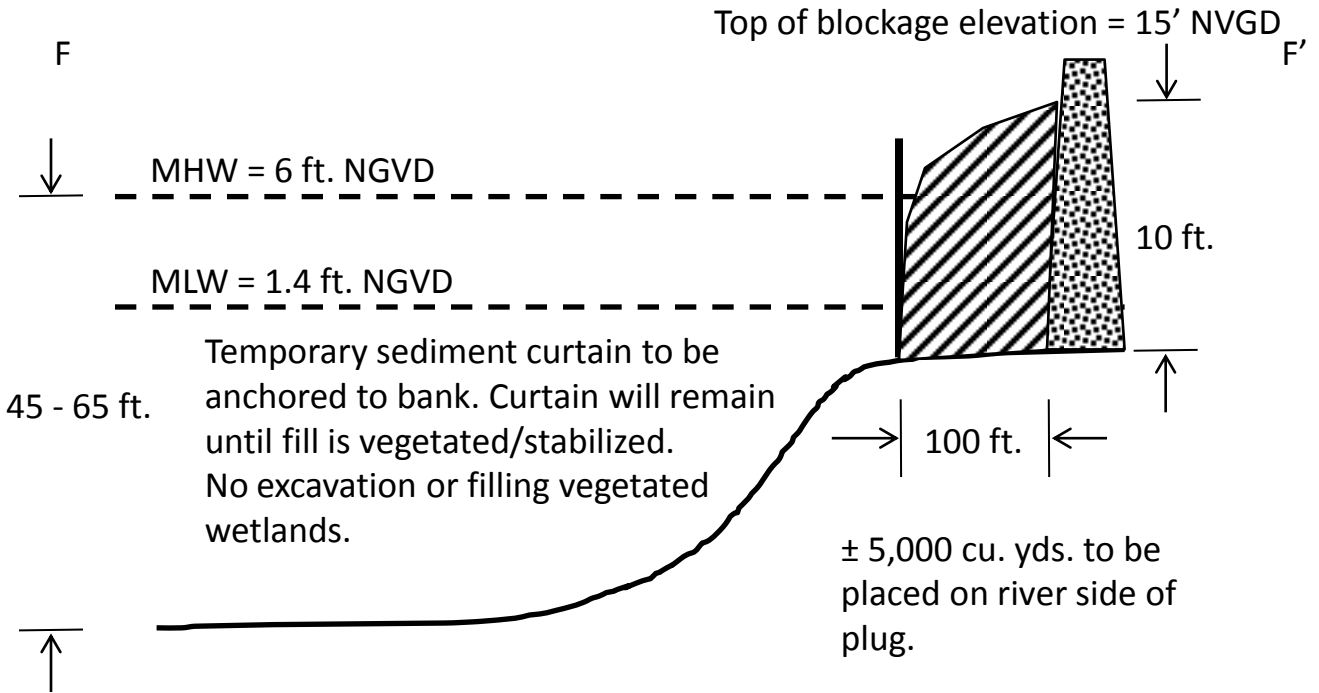 Top of blockage elevation = 15’ NVGD
F
F’
MHW = 6 ft. NGVD
10 ft.
MLW = 1.4 ft. NGVD
Temporary sediment curtain to be
anchored to bank. Curtain will remain
until fill is vegetated/stabilized.
No excavation or filling vegetated
wetlands.
45 - 65 ft.
100 ft.
± 5,000 cu. yds. to be
placed on river side of
plug.